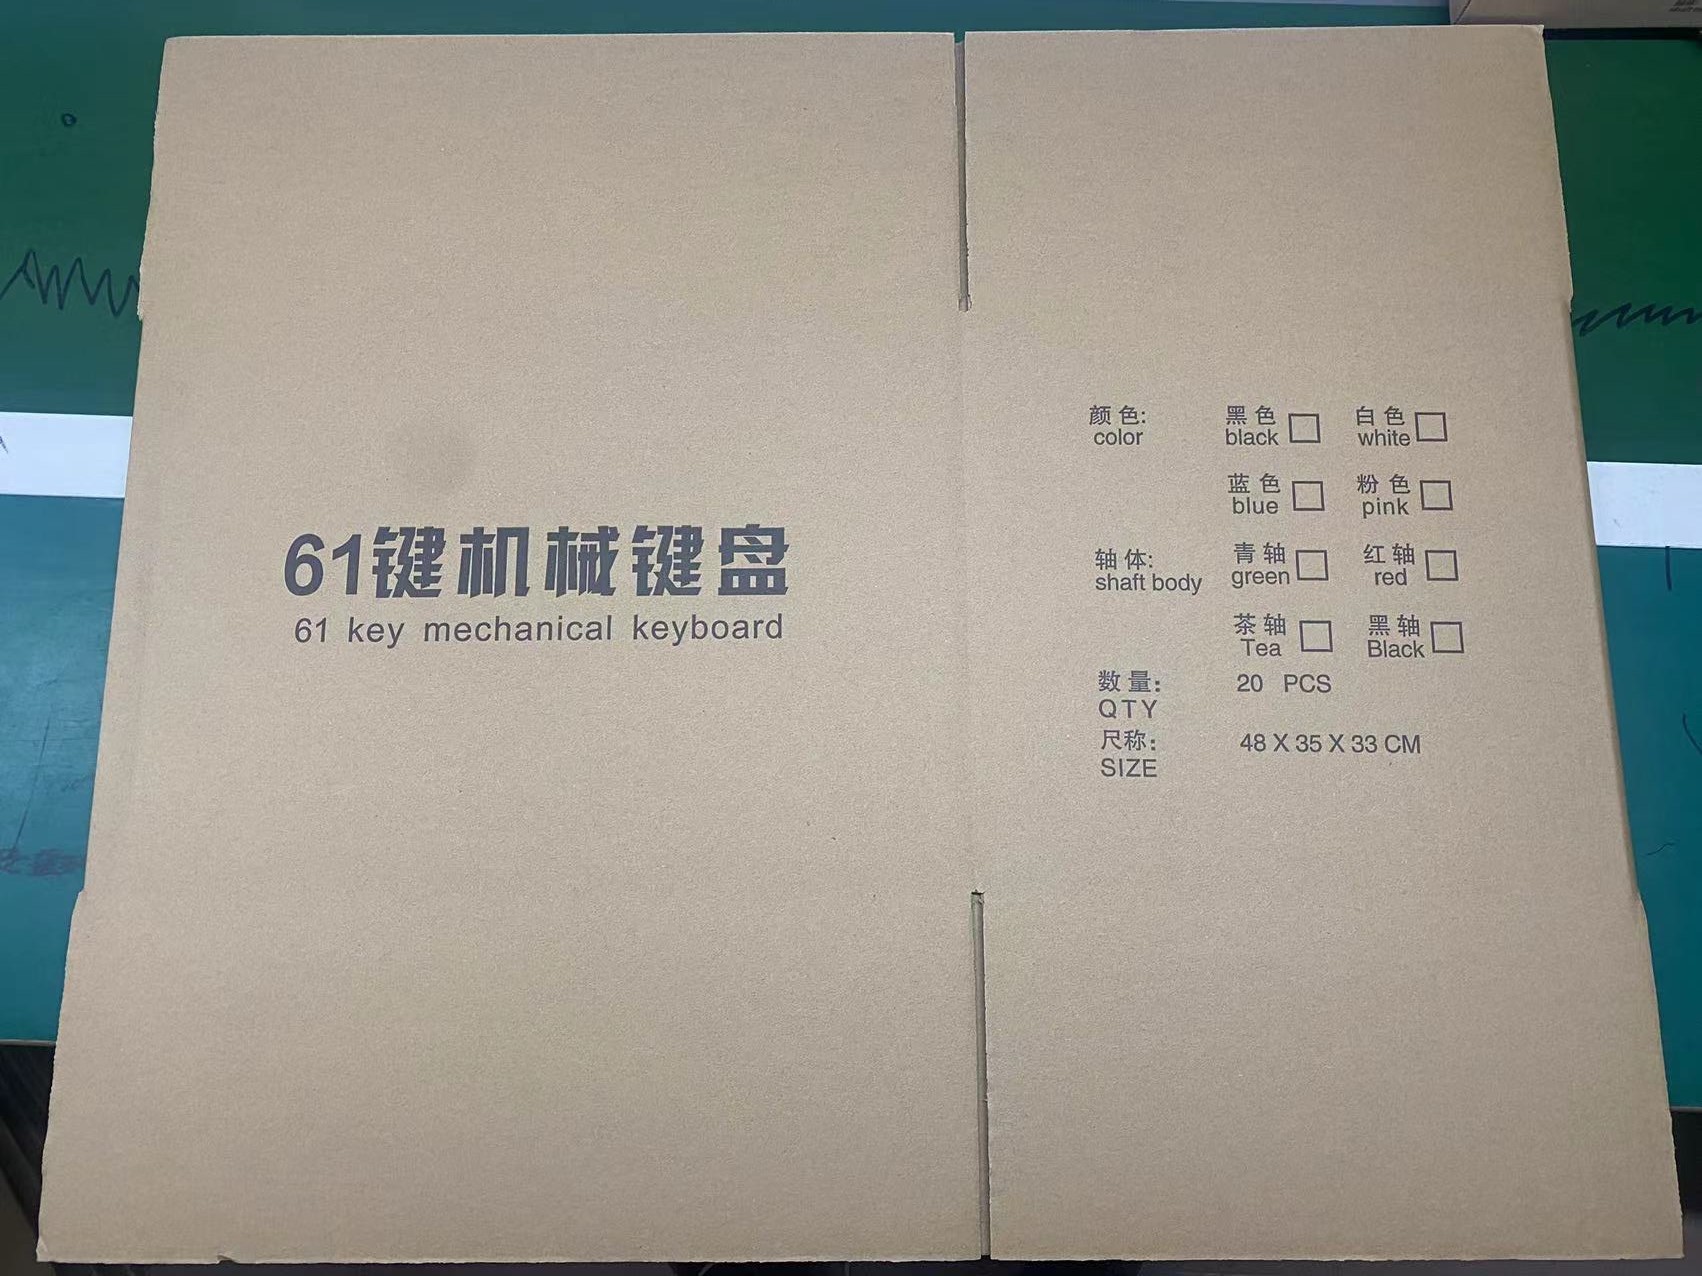 61键机械键盘
61 key mechanical keyboard
颜色: 黑色 白色
color black white
蓝色 粉色
blue pink
轴体: 青轴 红轴
shaft body green red
茶轴 黑轴
Tea Black
数量: 20 PCS
QTY
尺称: 48 X 35 X 33 CM
SIZE